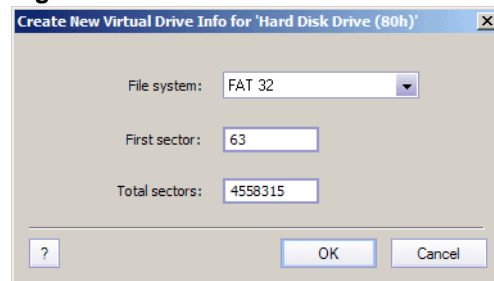 Create New Virtual Drive Info for 'Hard Disk Drive (80h)'
File system: FAT 32
First sector: 63
Total sectors: 4558315
? OK Cancel